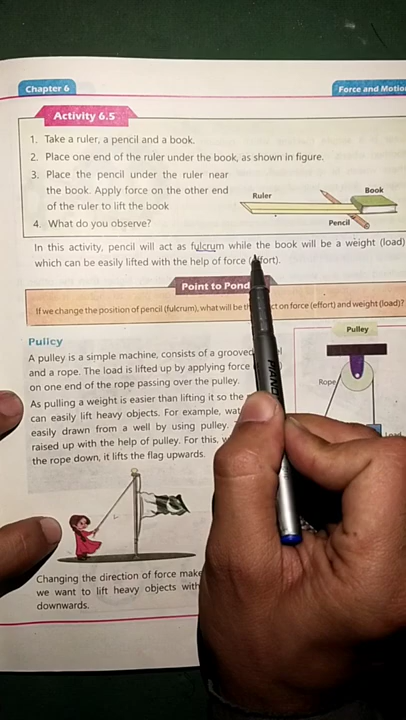 Chapter 6
Force and Motio
Activity 6.5
1. Take a ruler, a pencil and a book.
2. Place one end of the ruler under the book, as shown in figure.
3. Place the pencil under the ruler near
the book. Apply force on the other end
of the ruler to lift the book
4. What do you observe?
Ruler
Book
Pencil
In this activity, pencil will act as fulcrum while the book will be a weight (load)
which can be easily lifted with the help of force (effort).
Point to Pond
If we change the position of pencil (fulcrum), what will be th ct on force (effort) and weight (load)?
Pulley
A pulley is a simple machine, consists of a grooved
and a rope. The load is lifted up by applying force
on one end of the rope passing over the pulley.
As pulling a weight is easier than lifting it so the
can easily lift heavy objects. For example, wat
easily drawn from a well by using pulley.
raised up with the help of pulley. For this,
the rope down, it lifts the flag upwards.
Pulley
Rope
Load
Changing the direction of force make
we want to lift heavy objects with
downwards.